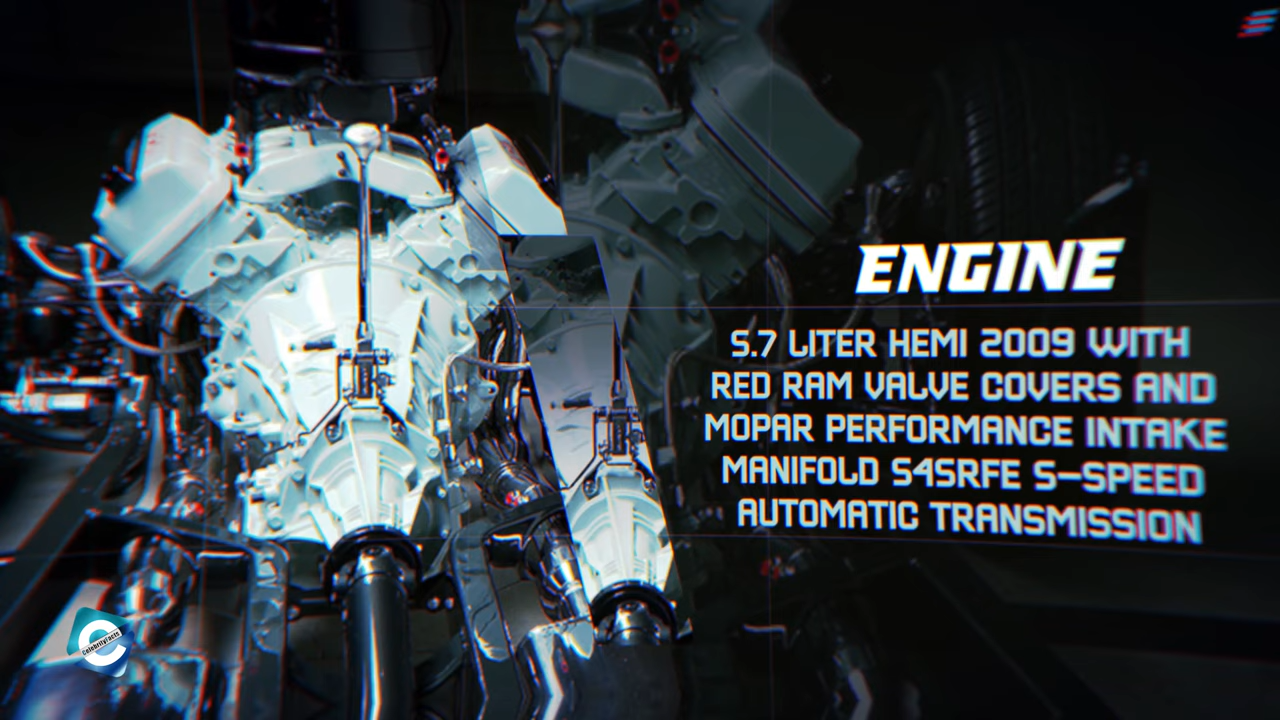 ENGINE
5.7 LITER HEMI 2009 WITH
RED RAM VALVE COVERS AND
MOPAR PERFORMANCE INTAKE
MANIFOLD 545RFE 5-SPEED
AUTOMATIC TRANSMISSION
CelebrityFacts